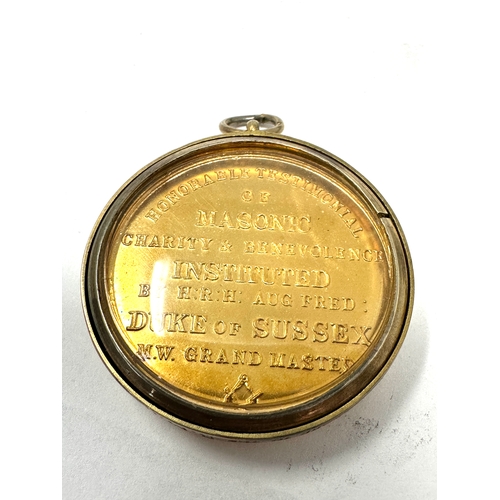 HONORABLE TESTIMONIAL
OF
MASONIC
CHARITY & BENEVOLENCE
INSTITUTED
BY H:R:H: AUG FRED:
DUKE OF SUSSEX
M.W. GRAND MASTER